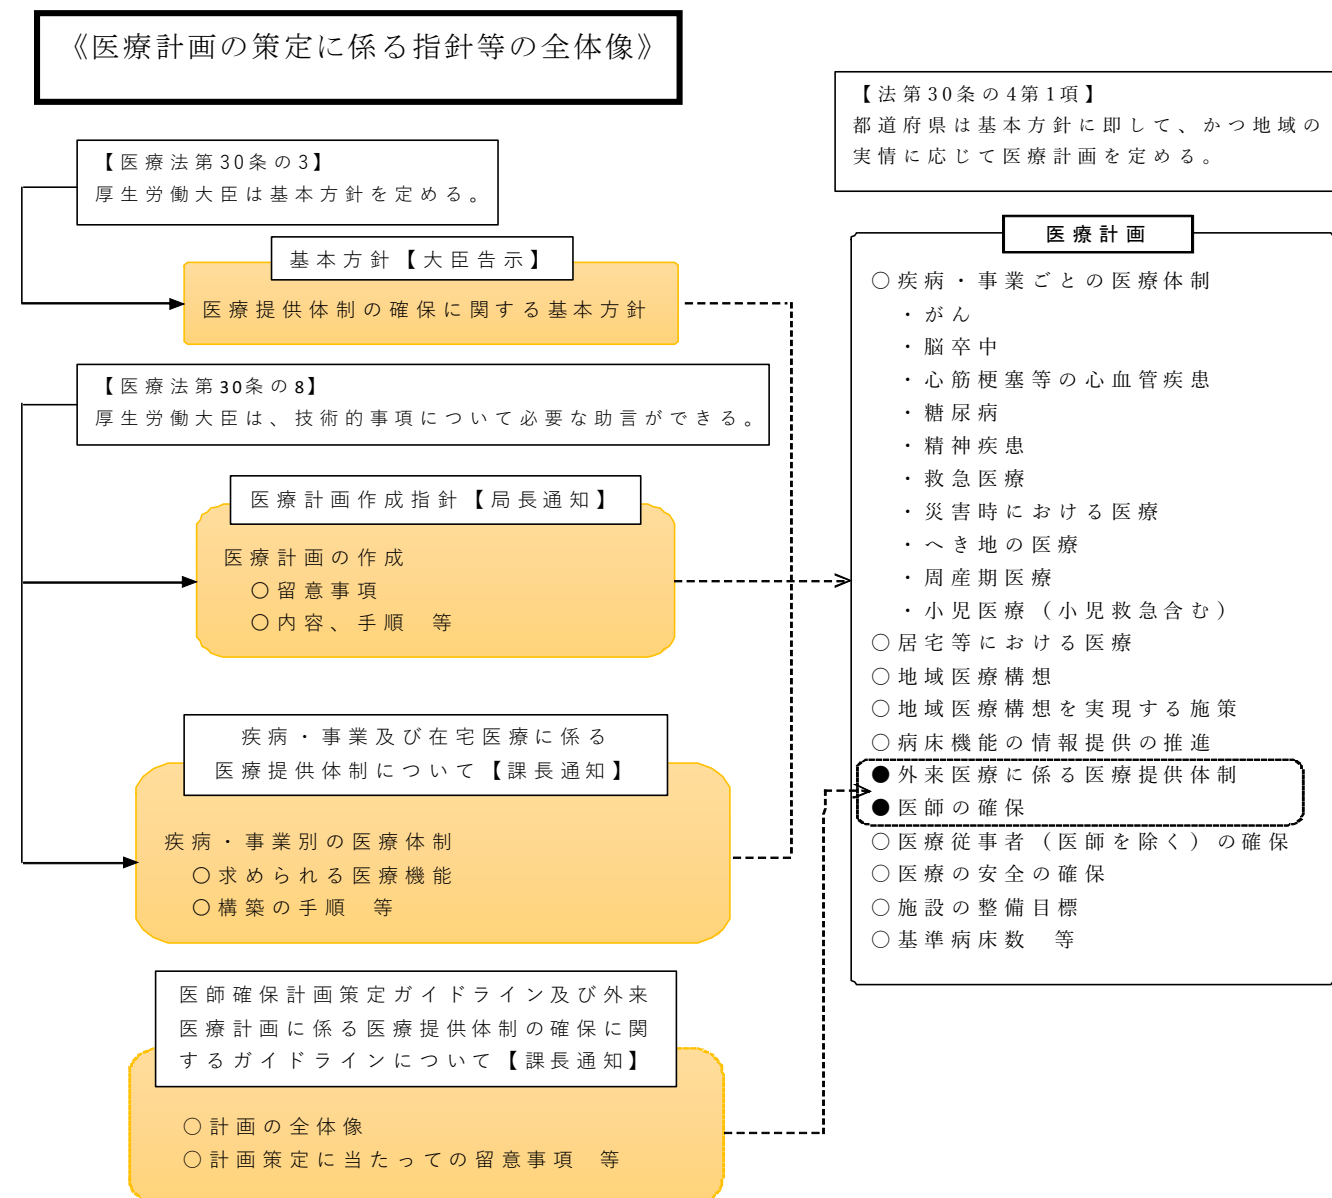 《医療計画の策定に係る指針等の全体像》
【医療法第30条の3】
厚生労働大臣は基本方針を定める。
基本方針【大臣告示】
医療提供体制の確保に関する基本方針
【医療法第30条の8】
厚生労働大臣は、技術的事項について必要な助言ができる。
医療計画作成指針【局長通知】
医療計画の作成
○留意事項
○内容、手順　等
疾病・事業及び在宅医療に係る
医療提供体制について【課長通知】
疾病・事業別の医療体制
○求められる医療機能
○構築の手順　等
医師確保計画策定ガイドライン及び外来
医療計画に係る医療提供体制の確保に関
するガイドラインについて【課長通知】
○計画の全体像
○計画策定に当たっての留意事項　等
【法第30条の4第1項】
都道府県は基本方針に即して、かつ地域の
実情に応じて医療計画を定める。
医療計画
○疾病・事業ごとの医療体制
・がん
・脳卒中
・心筋梗塞等の心血管疾患
・糖尿病
・精神疾患
・救急医療
・災害時における医療
・へき地の医療
・周産期医療
・小児医療（小児救急含む）
○居宅等における医療
○地域医療構想
○地域医療構想を実現する施策
○病床機能の情報提供の推進
●外来医療に係る医療提供体制
●医師の確保
○医療従事者（医師を除く）の確保
○医療の安全の確保
○施設の整備目標
○基準病床数　等